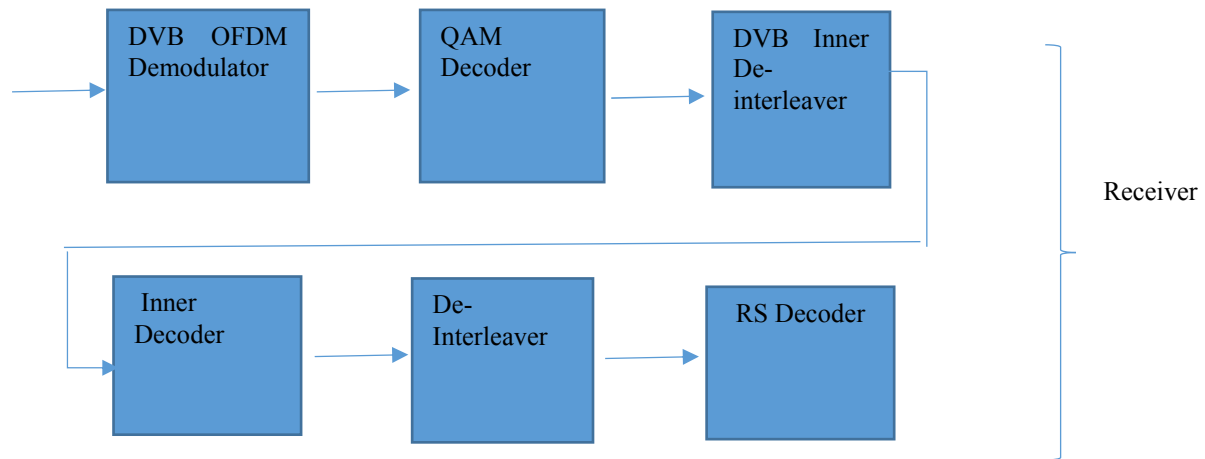 DVB OFDM
Demodulator
QAM
Decoder
DVB Inner
De-
interleaver
Receiver
Inner
Decoder
De-
Interleaver
RS Decoder